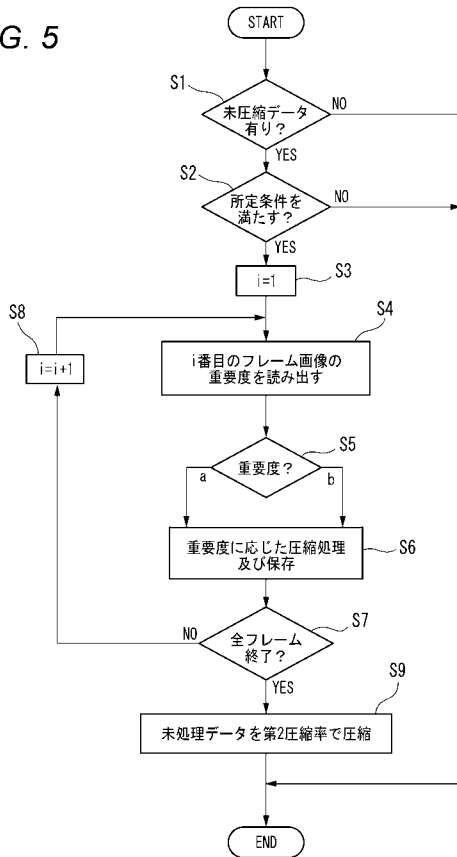 G. 5
START
S1
未圧縮データ
有り？
NO
YES
S2
所定条件を
満たす？
NO
YES
S3
i=1
S8
i=i+1
S4
i番目のフレーム画像の
重要度を読み出す
S5
重要度？
a
b
S6
重要度に応じた圧縮処理
及び保存
S7
全フレーム
終了？
NO
YES
S9
未処理データを第2圧縮率で圧縮
END